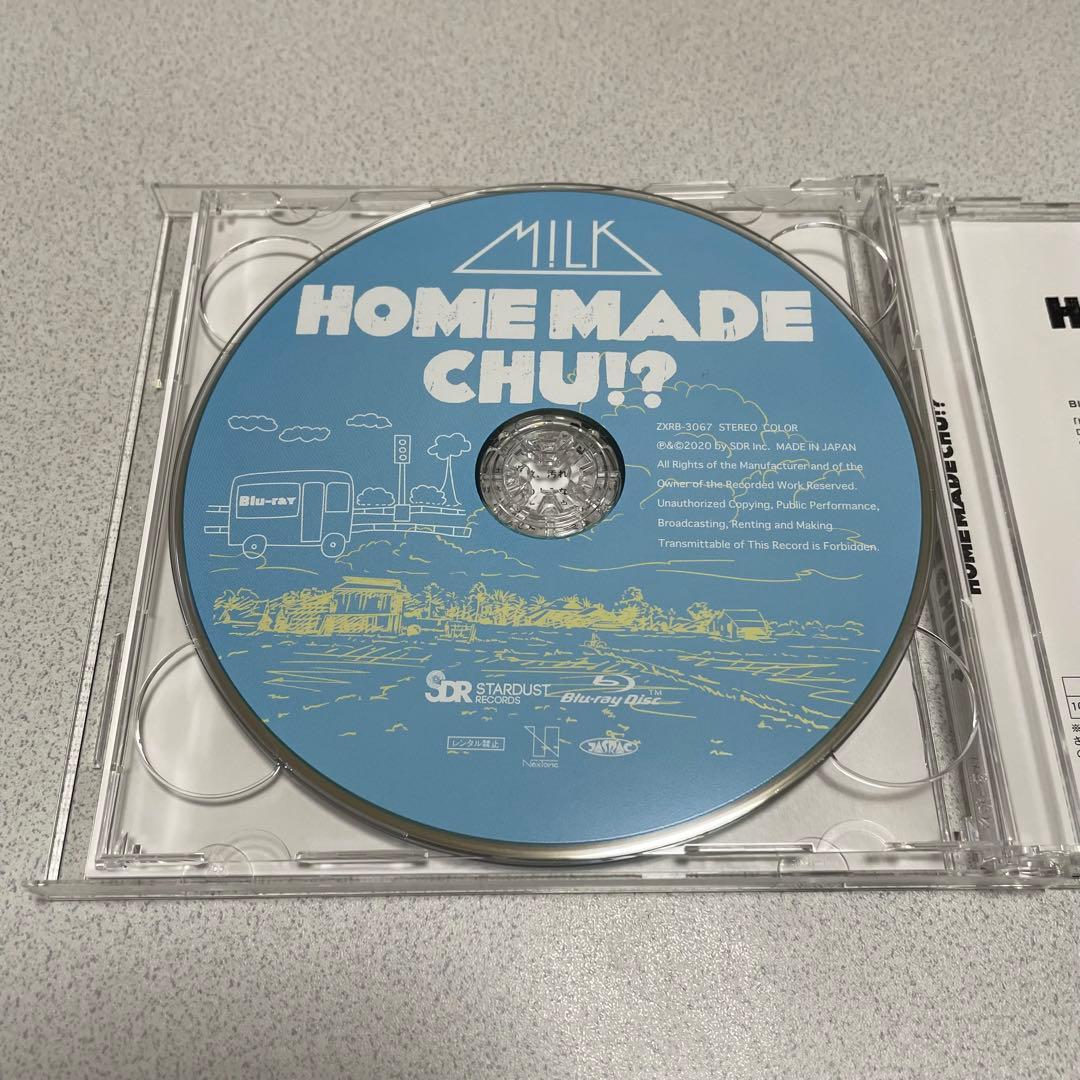 M!LK
HOME MADE
CHU!?
ZXRB-3067 STEREO COLOR
℗&©2020 by SDR Inc. MADE IN JAPAN
All Rights of the Manufacturer and of the
Owner of the Recorded Work Reserved.
Unauthorized Copying, Public Performance,
Broadcasting, Renting and Making
Transmittable of This Record is Forbidden.
Blu-ray
SDR STARDUST
RECORDS
Blu-ray Disc™
レンタル禁止
NexTone
JASRAC
HOME MADE CHU!?